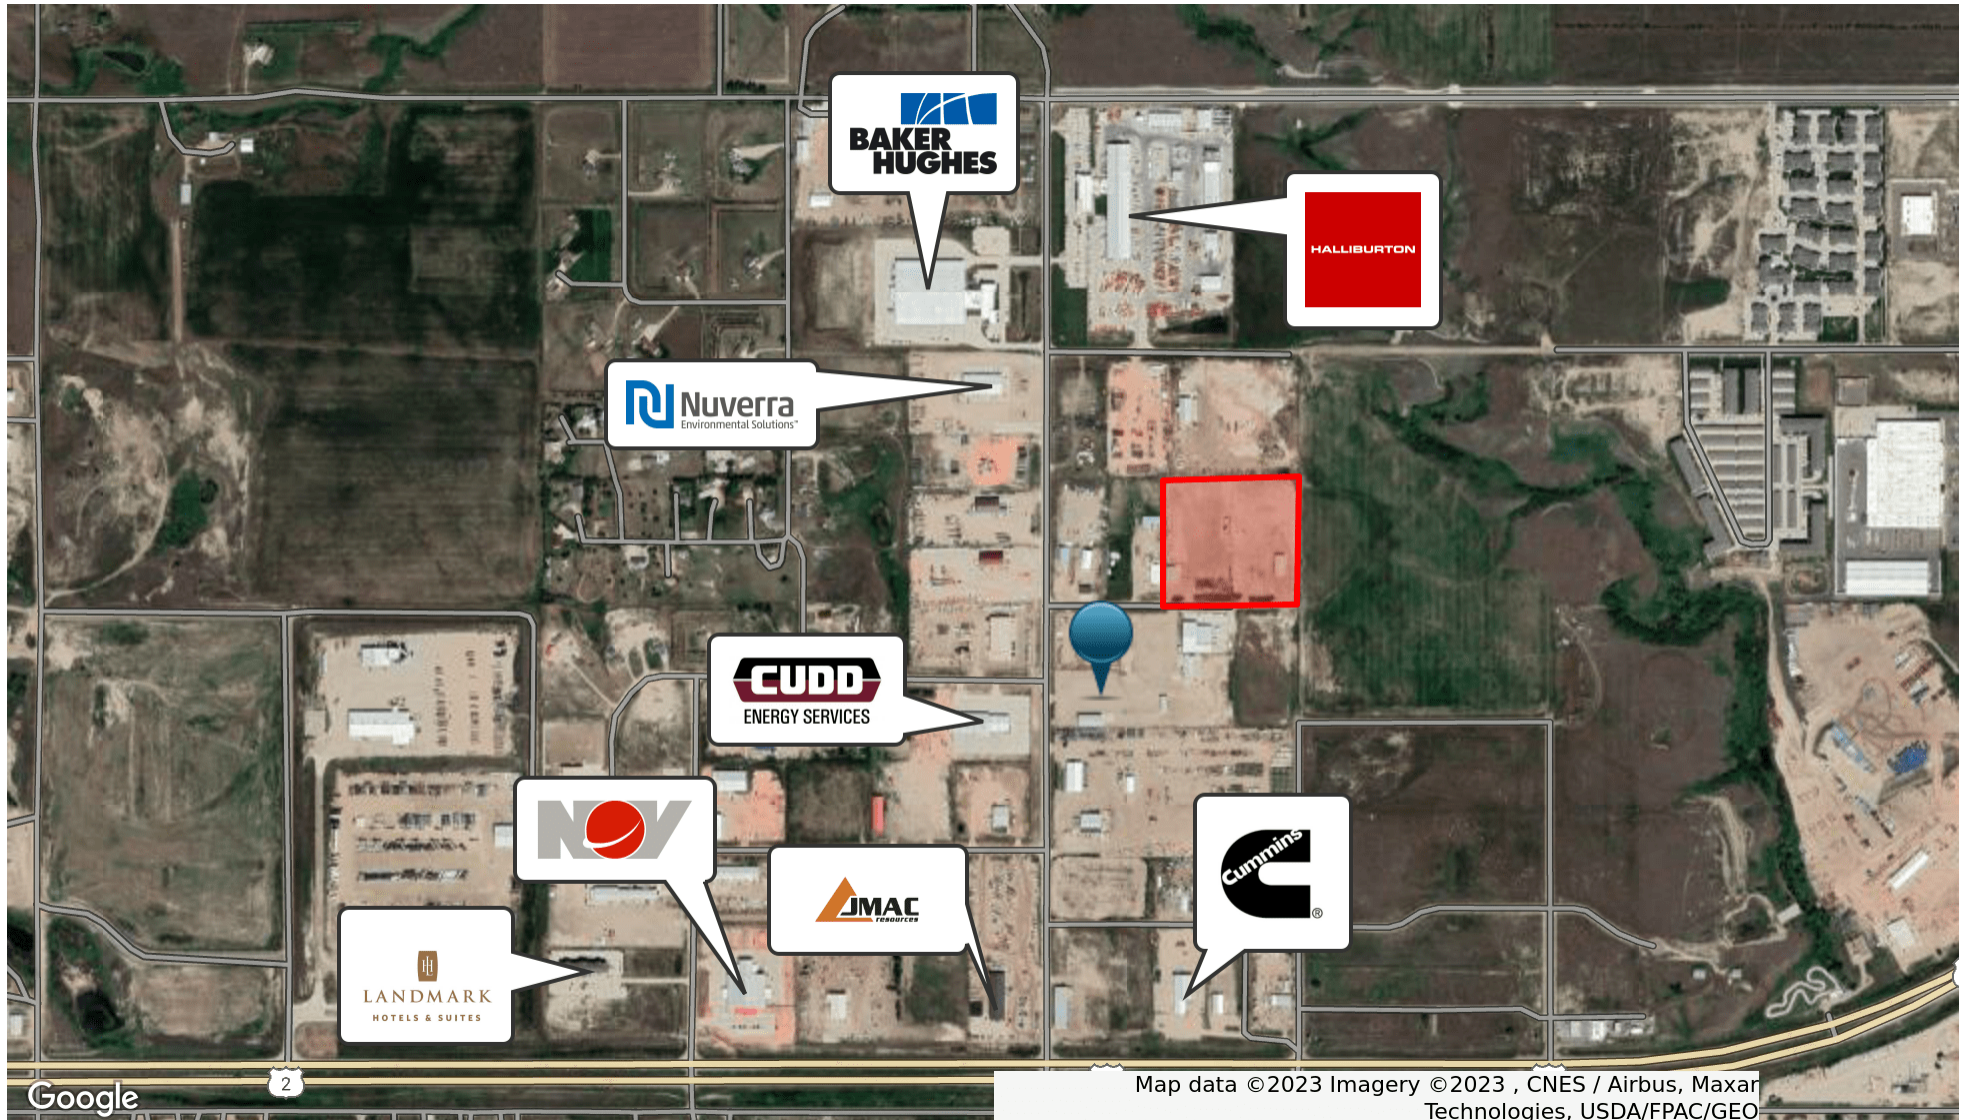 BAKER
HUGHES
HALLIBURTON
Nuverra
Environmental Solutions™
CUDD
ENERGY SERVICES
NOV
JMAC
resources
Cummins
®
LANDMARK
HOTELS & SUITES
2
Google
Map data ©2023 Imagery ©2023 , CNES / Airbus, Maxar
Technologies, USDA/FPAC/GEO